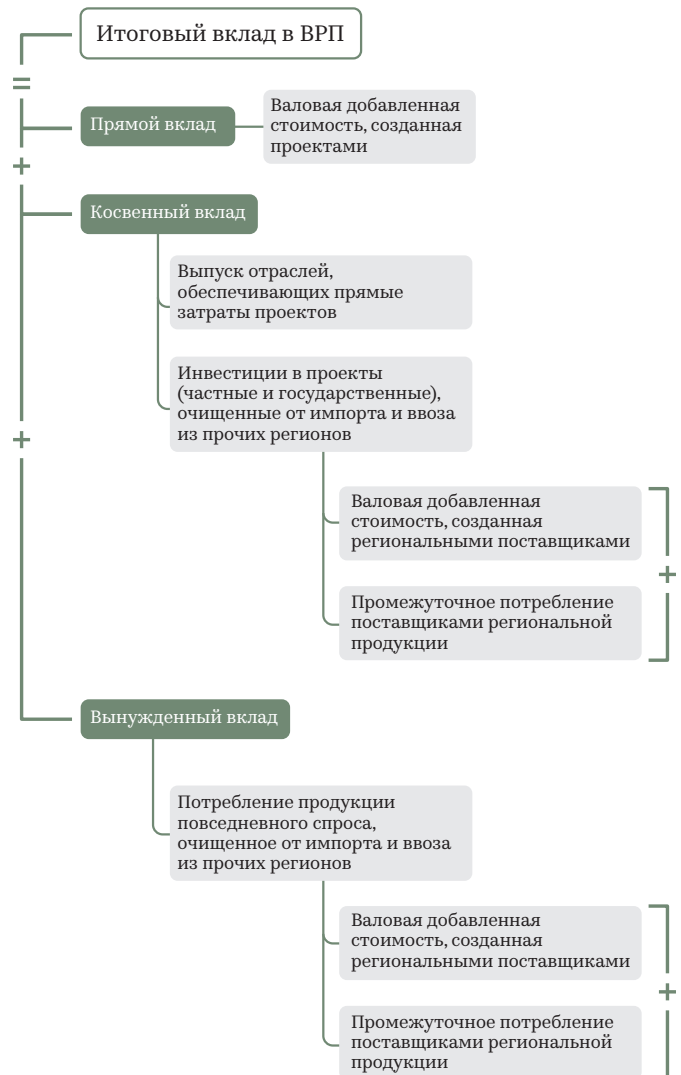 Итоговый вклад в ВРП
=
Прямой вклад
Валовая добавленная
стоимость, созданная
проектами
+
Косвенный вклад
Выпуск отраслей,
обеспечивающих прямые
затраты проектов
Инвестиции в проекты
(частные и государственные),
очищенные от импорта и ввоза
из прочих регионов
+
Валовая добавленная
стоимость, созданная
региональными поставщиками
+
Промежуточное потребление
поставщиками региональной
продукции
Вынужденный вклад
Потребление продукции
повседневного спроса,
очищенное от импорта и ввоза
из прочих регионов
Валовая добавленная
стоимость, созданная
региональными поставщиками
+
Промежуточное потребление
поставщиками региональной
продукции